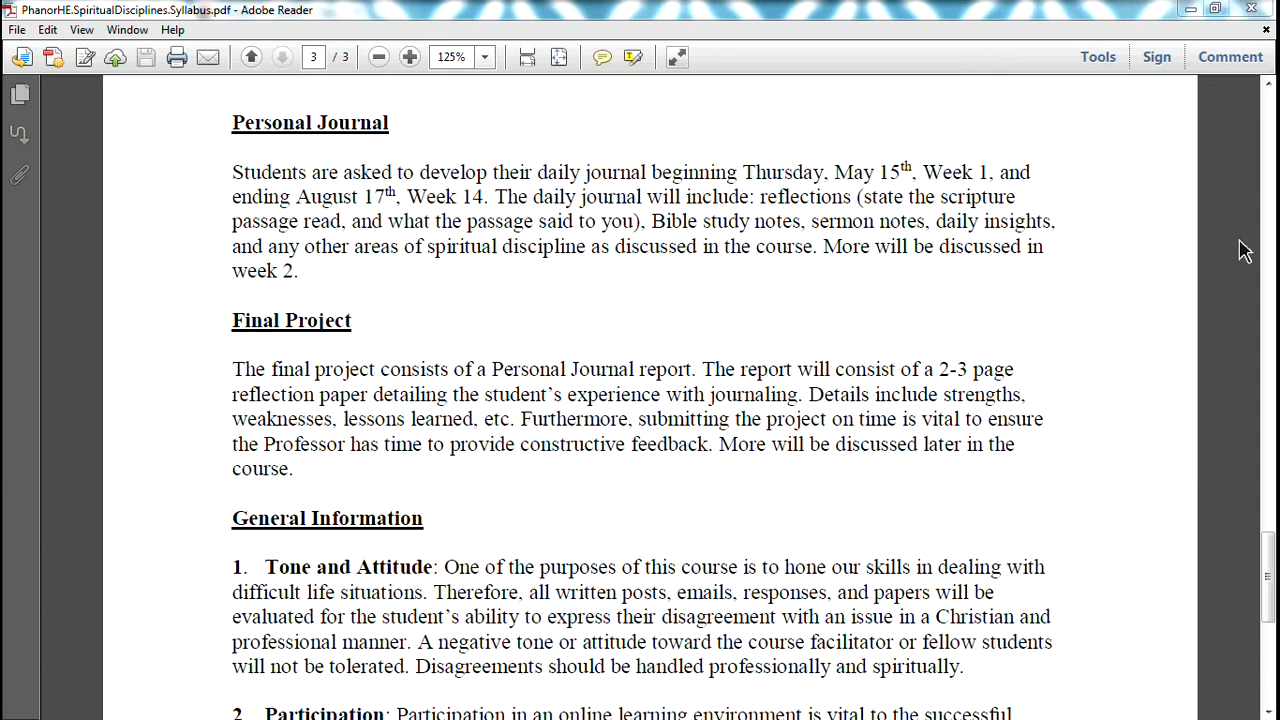 PhanorHE.SpiritualDisciplines.Syllabus.pdf - Adobe Reader
File Edit View Window Help
3 / 3 125% Tools Sign Comment
Personal Journal
Students are asked to develop their daily journal beginning Thursday, May 15th, Week 1, and
ending August 17th, Week 14. The daily journal will include: reflections (state the scripture
passage read, and what the passage said to you), Bible study notes, sermon notes, daily insights,
and any other areas of spiritual discipline as discussed in the course. More will be discussed in
week 2.
Final Project
The final project consists of a Personal Journal report. The report will consist of a 2-3 page
reflection paper detailing the student’s experience with journaling. Details include strengths,
weaknesses, lessons learned, etc. Furthermore, submitting the project on time is vital to ensure
the Professor has time to provide constructive feedback. More will be discussed later in the
course.
General Information
1. Tone and Attitude: One of the purposes of this course is to hone our skills in dealing with
difficult life situations. Therefore, all written posts, emails, responses, and papers will be
evaluated for the student’s ability to express their disagreement with an issue in a Christian and
professional manner. A negative tone or attitude toward the course facilitator or fellow students
will not be tolerated. Disagreements should be handled professionally and spiritually.
2 Participation: Participation in an online learning environment is vital to the successful